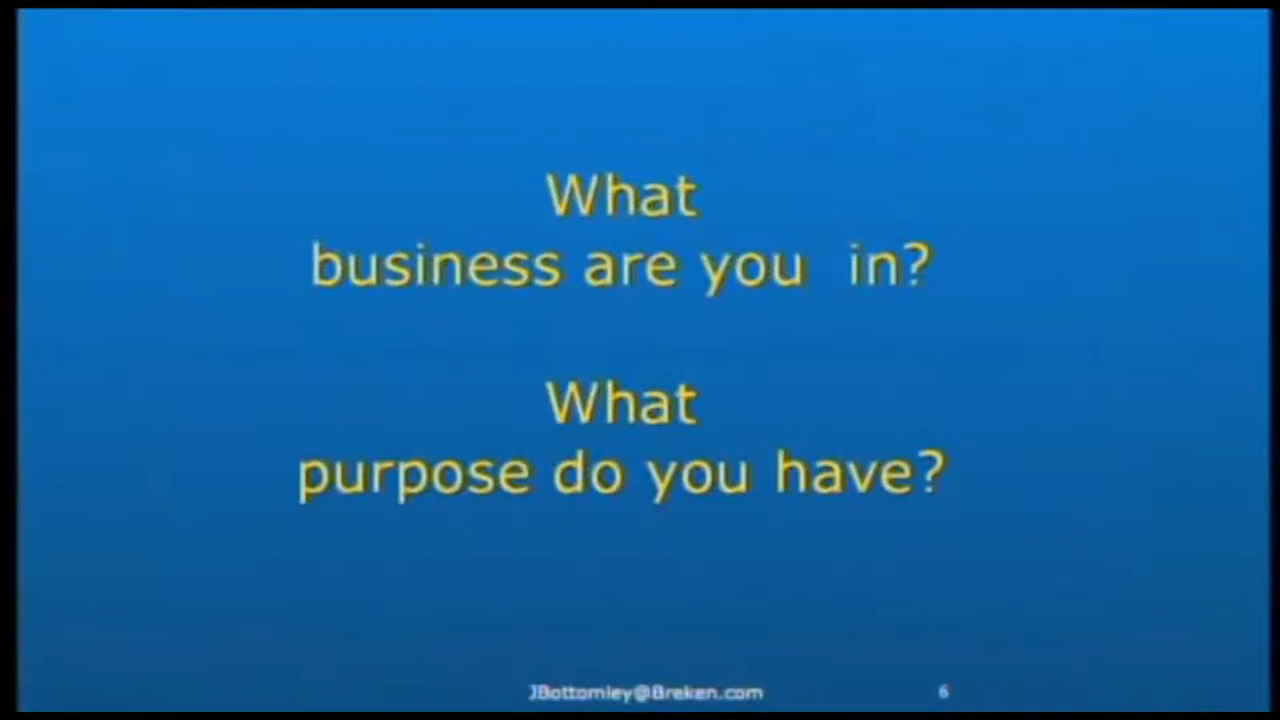 What
business are you in?
What
purpose do you have?
JBottomley@Breken.com
6